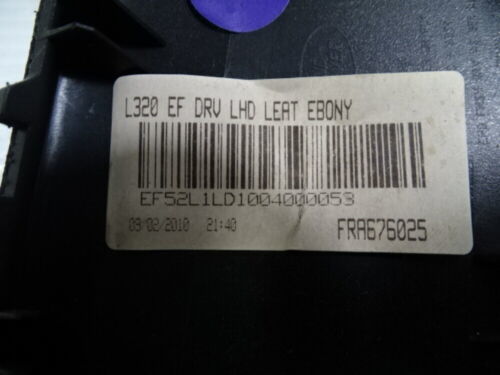 L320 EF DRV LHD LEAT EBONY
EF52L1LD1004000053
09/02/2010 21:40
FRA676025